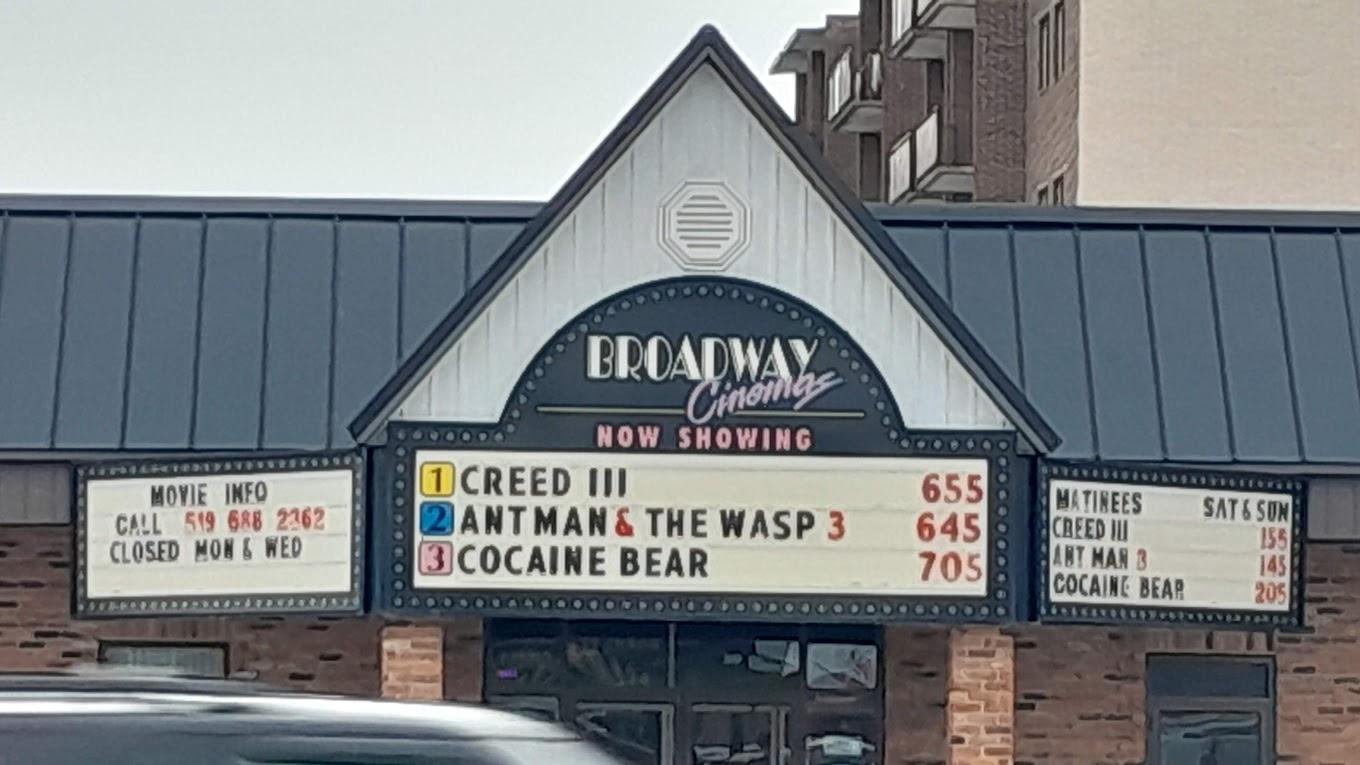 BROADWAY
Cinemas
NOW SHOWING
1 CREED III 655
2 ANTMAN & THE WASP 3 645
3 COCAINE BEAR 705
MOVIE INFO
CALL 519 688 2362
CLOSED MON & WED
MATINEES SAT & SUN
CREED III 155
ANT MAN 3 145
COCAINE BEAR 205